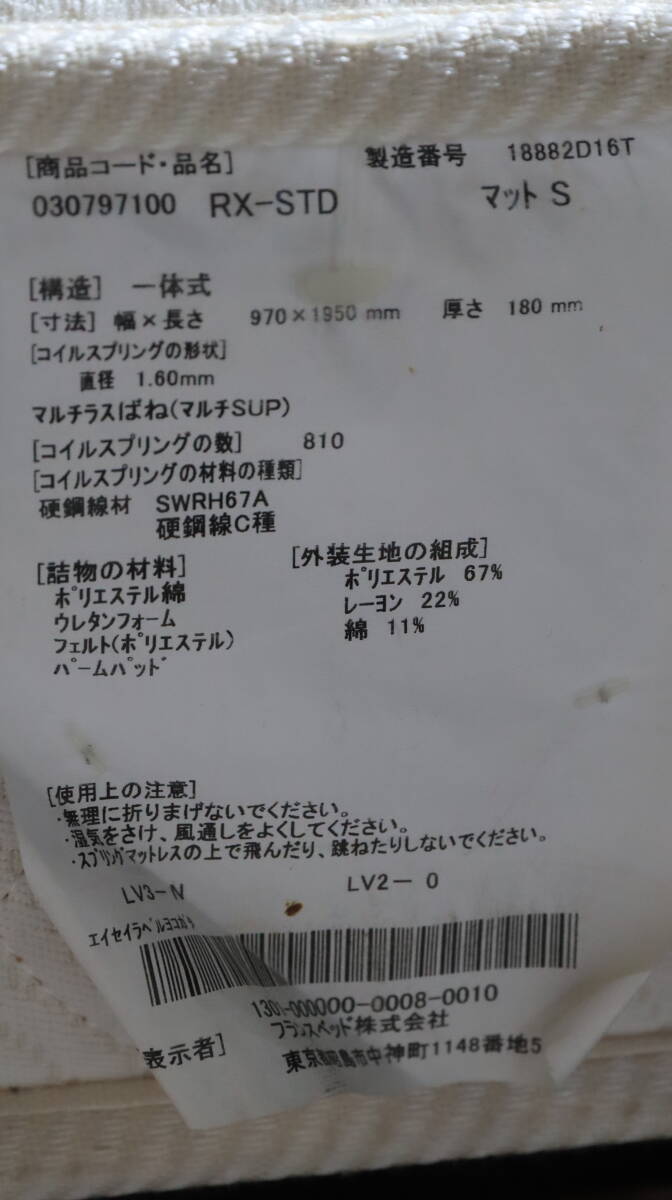 [商品コード・品名] 製造番号 18882D16T
030797100 RX-STD マット S
[構造] 一体式
[寸法] 幅×長さ 970×1950 mm 厚さ 180 mm
[コイルスプリングの形状]
直径 1.60mm
マルチラスばね(マルチSUP)
[コイルスプリングの数] 810
[コイルスプリングの材料の種類]
硬鋼線材 SWRH67A
硬鋼線C種
[詰物の材料] [外装生地の組成]
ポリエステル綿 ポリエステル 67%
ウレタンフォーム レーヨン 22%
フェルト(ポリエステル) 綿 11%
パームパッド
[使用上の注意]
・無理に折りまげないでください。
・湿気をさけ、風通しをよくしてください。
・スプリングマットレスの上で飛んだり、跳ねたりしないでください。
LV3-Ⅳ LV2-0
エイセイラベルヨコガタ
1301-000000-0008-0010
フランスベッド株式会社
[表示者] 東京都昭島市中神町1148番地5